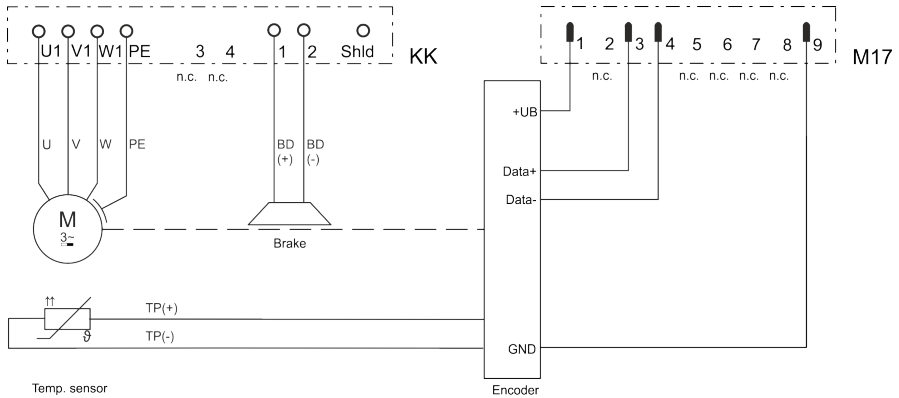 U1 V1 W1 PE 3 4 1 2 Shld
KK
n.c. n.c.
1 2 3 4 5 6 7 8 9
M17
n.c. n.c. n.c. n.c. n.c.
+UB
U V W PE
BD (+)
BD (-)
Data+
Data-
M
3~
Brake
↑↑
ϑ
TP(+)
TP(-)
GND
Temp. sensor
Encoder